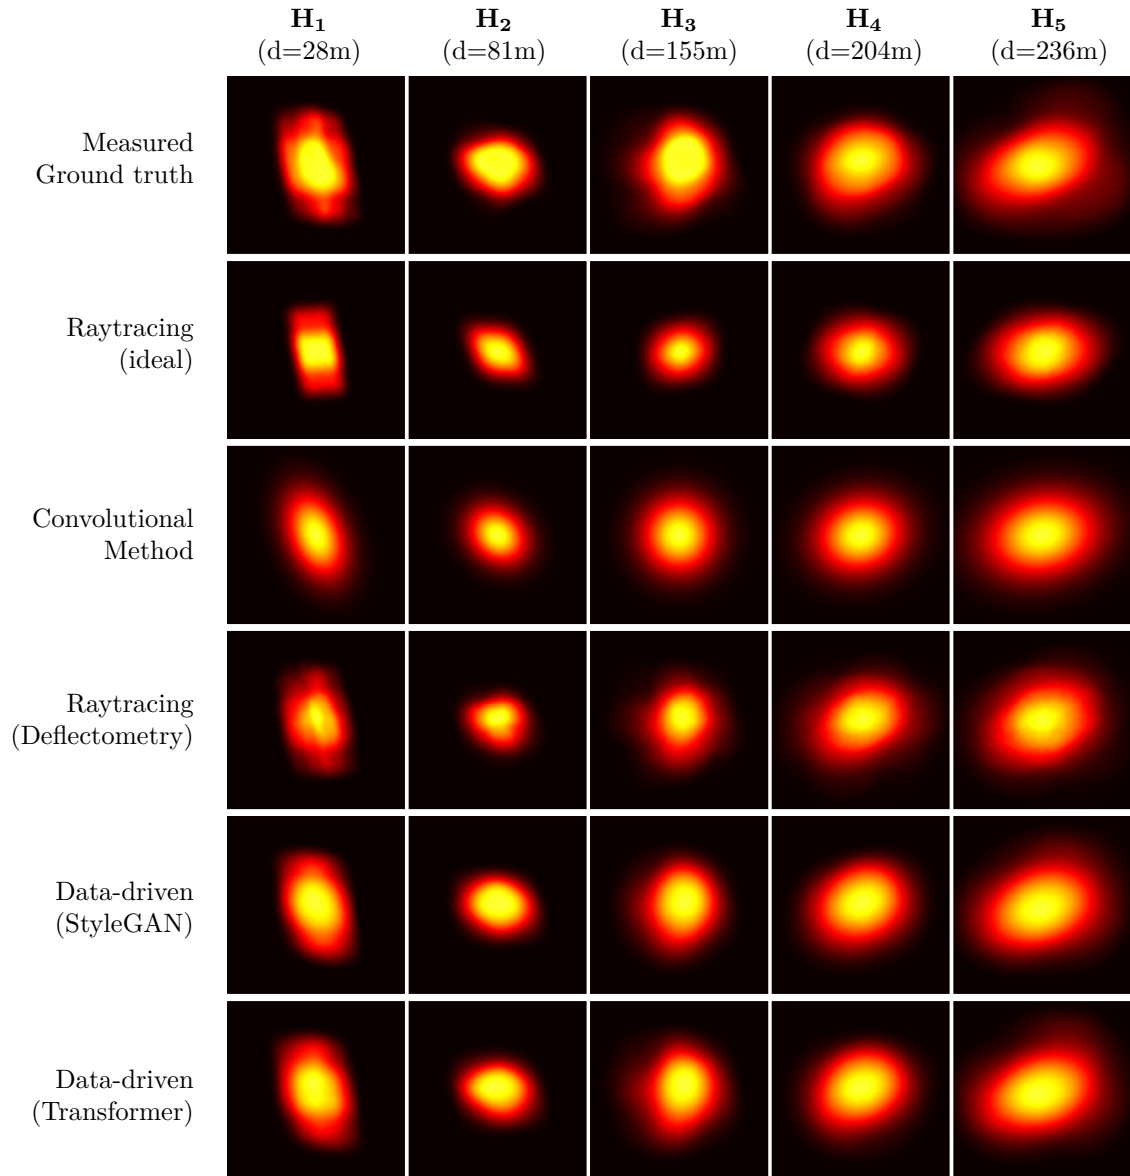 H₁ H₂ H₃ H₄ H₅
(d=28m) (d=81m) (d=155m) (d=204m) (d=236m)
Measured
Ground truth
Raytracing
(ideal)
Convolutional
Method
Raytracing
(Deflectometry)
Data-driven
(StyleGAN)
Data-driven
(Transformer)